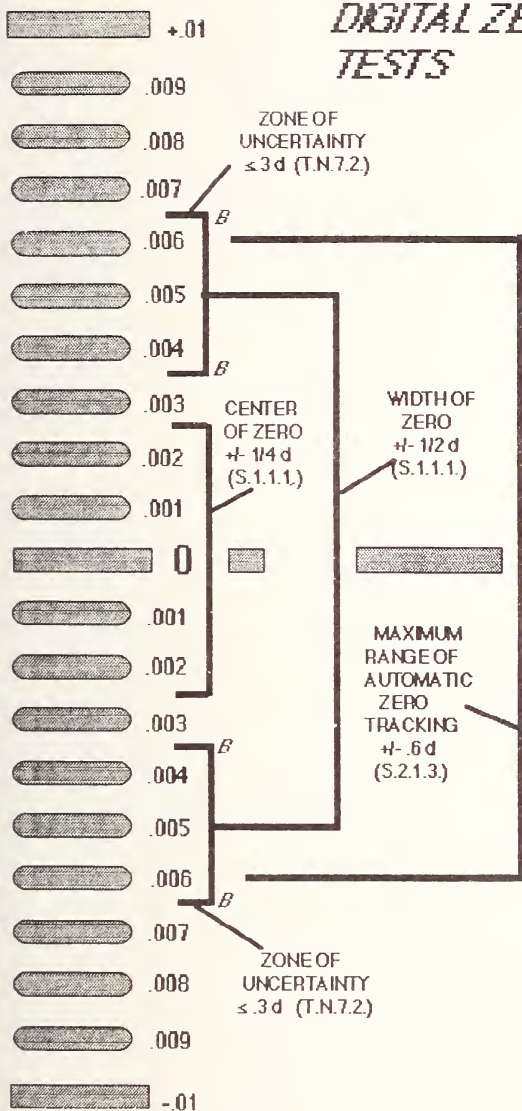 DIGITAL ZE
TESTS
+.01
.009
.008
.007
.006
.005
.004
.003
.002
.001
0
.001
.002
.003
.004
.005
.006
.007
.008
.009
-.01
ZONE OF
UNCERTAINTY
≤.3 d (T.N.7.2.)
B
B
CENTER
OF ZERO
+/- 1/4 d
(S.1.1.1.)
WIDTH OF
ZERO
+/- 1/2 d
(S.1.1.1.)
MAXIMUM
RANGE OF
AUTOMATIC
ZERO
TRACKING
+/- .6 d
(S.2.1.3.)
B
B
ZONE OF
UNCERTAINTY
≤ .3 d (T.N.7.2.)